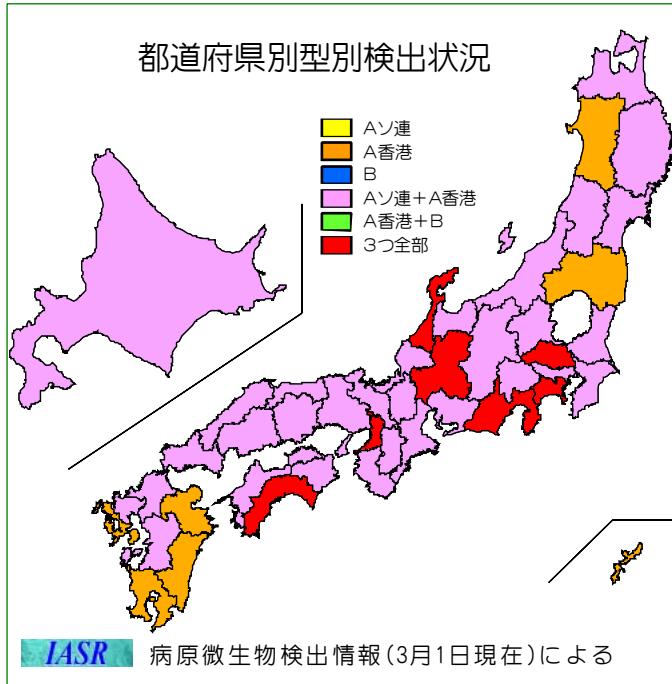 都道府県別型別検出状況
Aソ連
A香港
B
Aソ連+A香港
A香港+B
3つ全部
IASR 病原微生物検出情報(3月1日現在)による